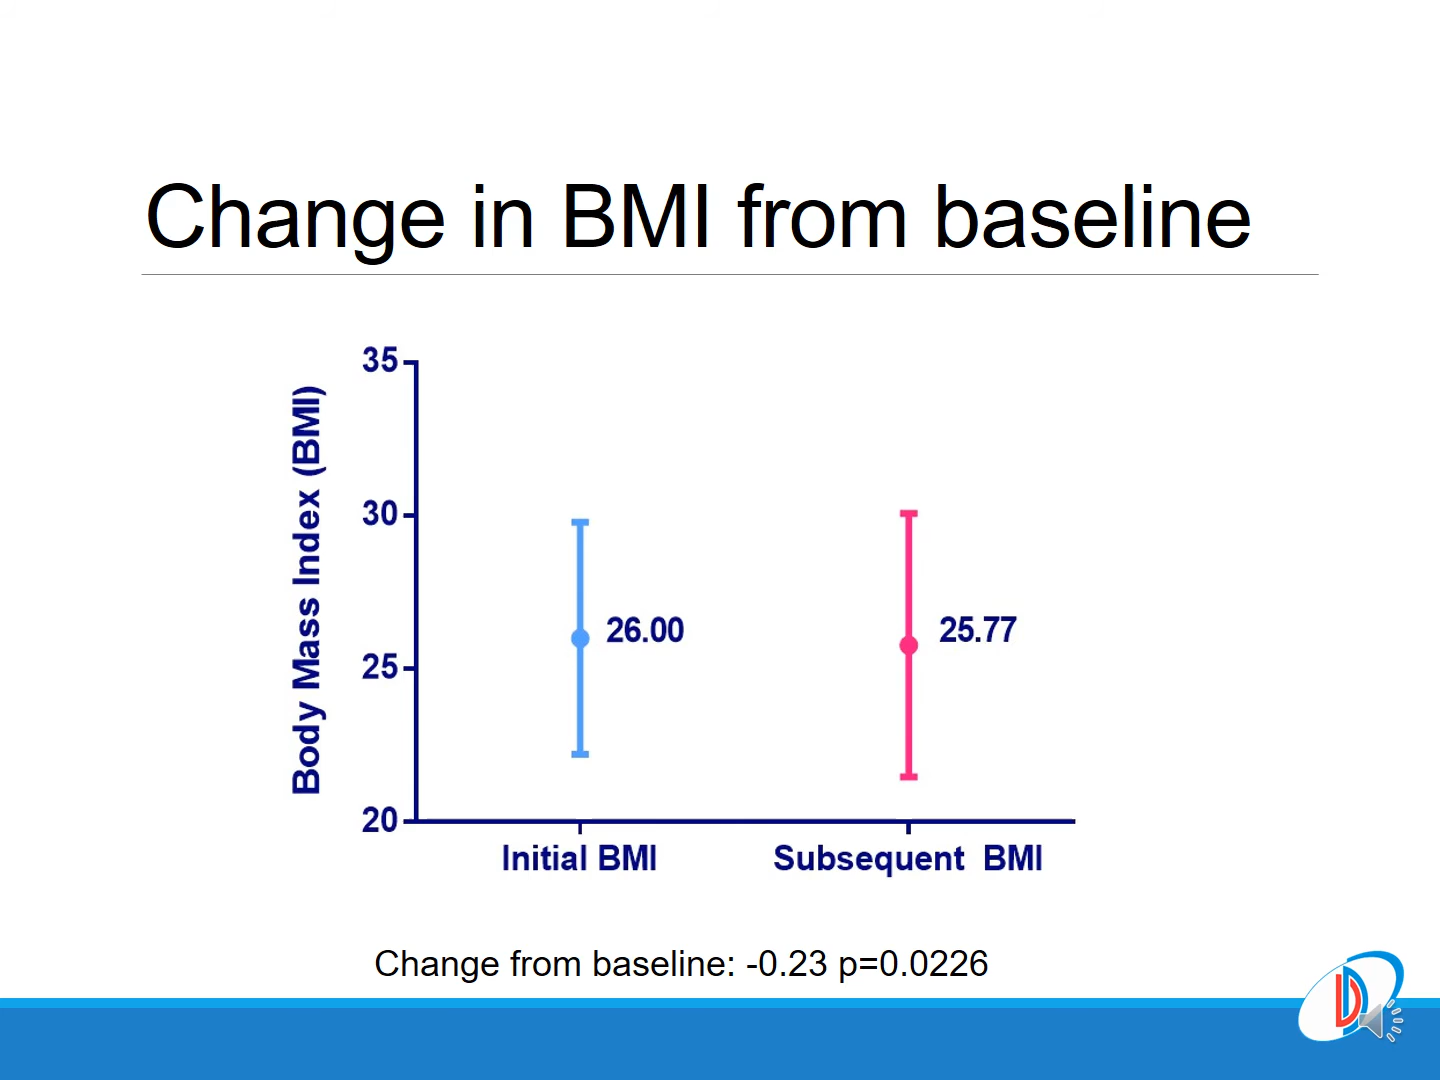 Change in BMI from baseline
35
30
25
20
Body Mass Index (BMI)
26.00
25.77
Initial BMI
Subsequent BMI
Change from baseline: -0.23 p=0.0226